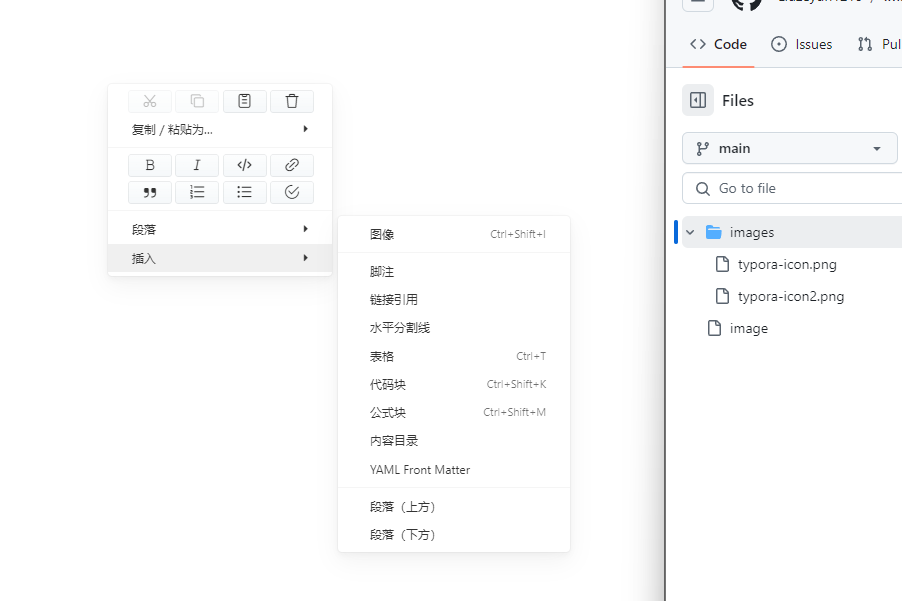 复制 / 粘贴为...
B I </>
段落
插入
图像 Ctrl+Shift+I
脚注
链接引用
水平分割线
表格 Ctrl+T
代码块 Ctrl+Shift+K
公式块 Ctrl+Shift+M
内容目录
YAML Front Matter
段落（上方）
段落（下方）
Code Issues Pul
Files
main
Go to file
images
typora-icon.png
typora-icon2.png
image